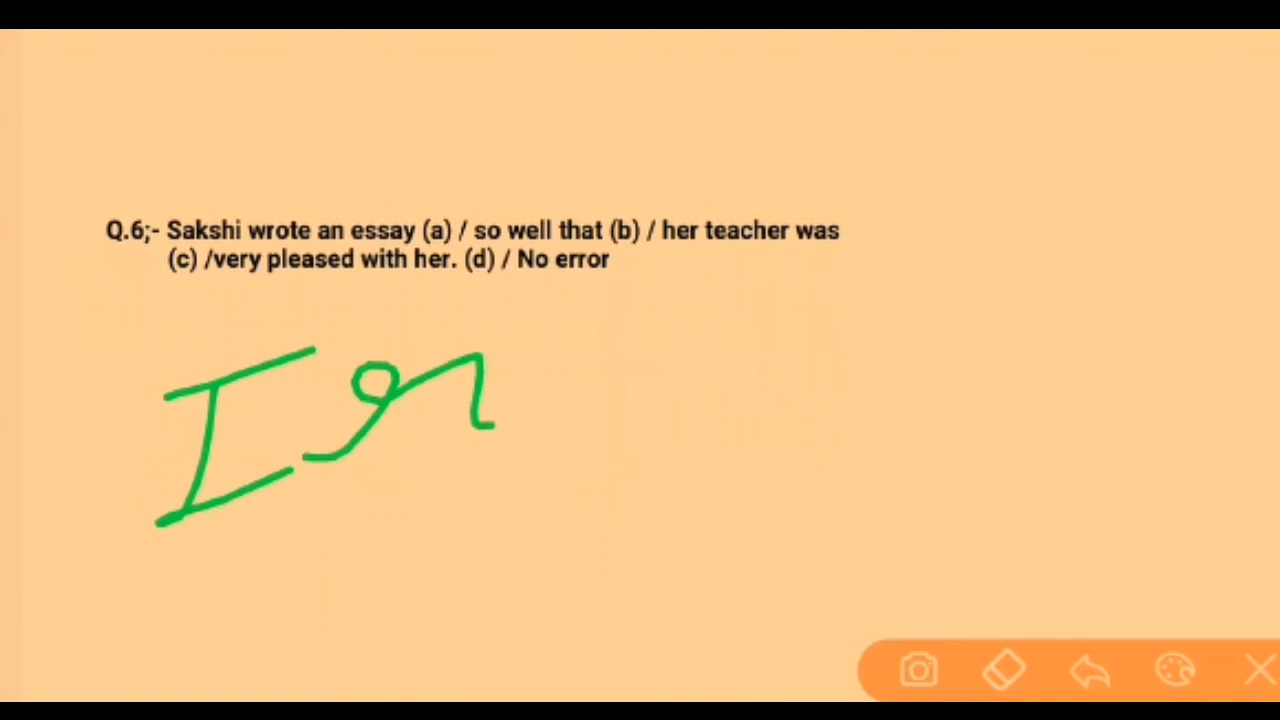 Q.6;- Sakshi wrote an essay (a) / so well that (b) / her teacher was
(c) /very pleased with her. (d) / No error